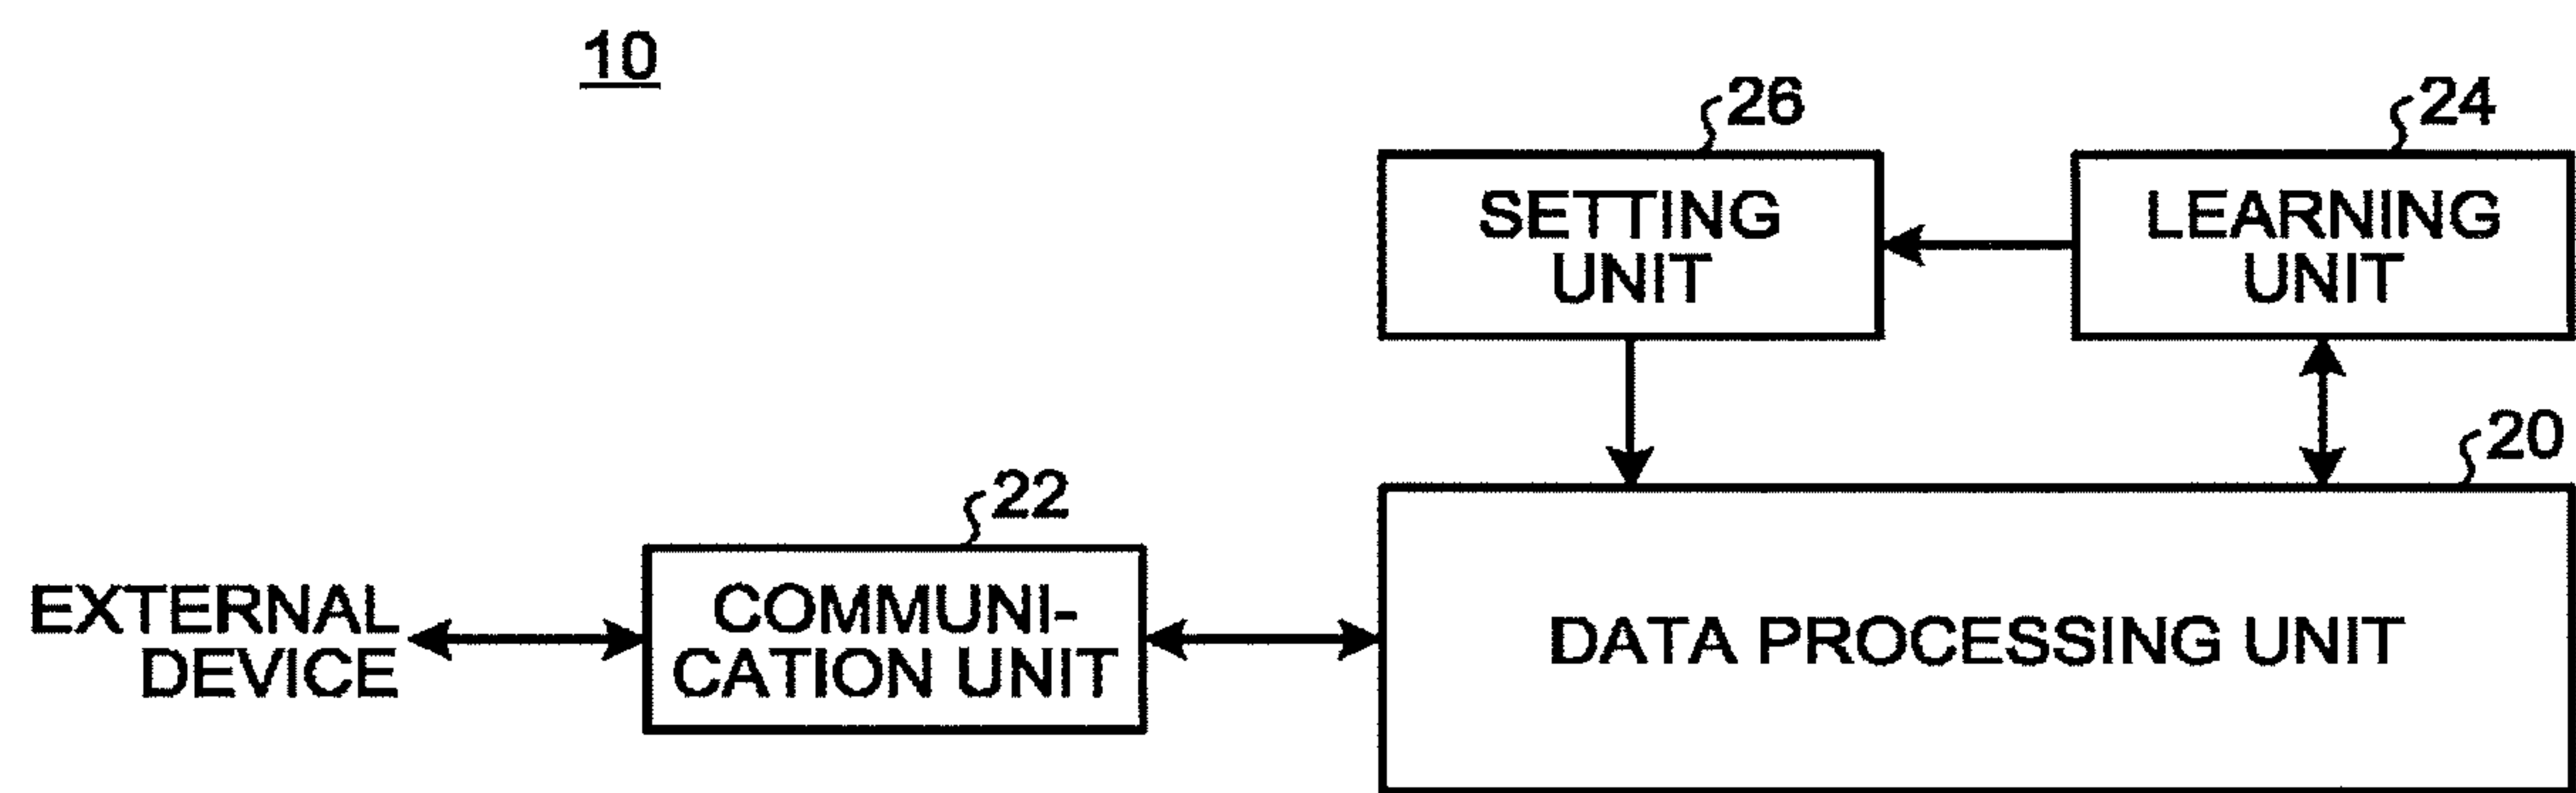 10
26
24
SETTING
UNIT
LEARNING
UNIT
20
22
EXTERNAL
DEVICE
COMMUNI-
CATION UNIT
DATA PROCESSING UNIT